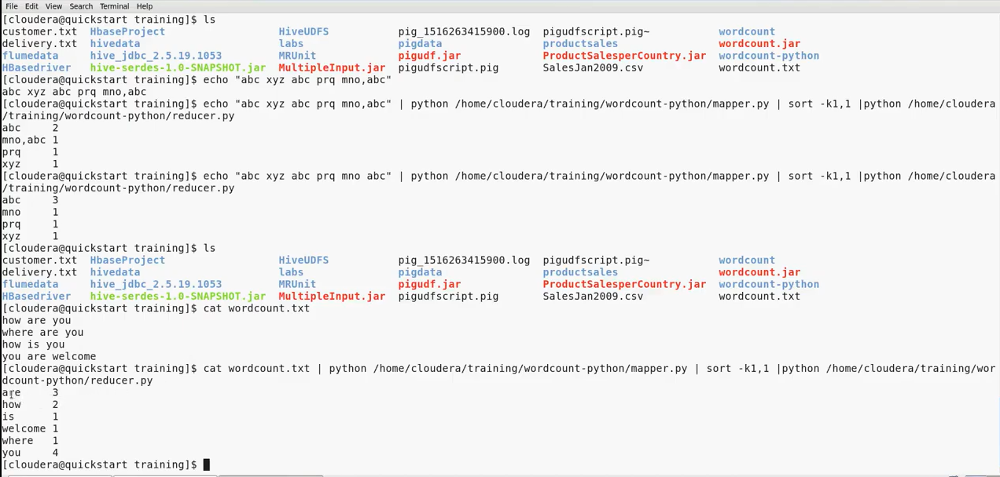 File Edit View Search Terminal Help
[cloudera@quickstart training]$ ls
customer.txt HbaseProject HiveUDFS pig_1516263415900.log pigudfscript.pig~ wordcount
delivery.txt hivedata labs pigdata productsales wordcount.jar
flumedata hive_jdbc_2.5.19.1053 MRUnit pigudf.jar ProductSalesperCountry.jar wordcount-python
HBasedriver hive-serdes-1.0-SNAPSHOT.jar MultipleInput.jar pigudfscript.pig SalesJan2009.csv wordcount.txt
[cloudera@quickstart training]$ echo "abc xyz abc prq mno,abc"
abc xyz abc prq mno,abc
[cloudera@quickstart training]$ echo "abc xyz abc prq mno,abc" | python /home/cloudera/training/wordcount-python/mapper.py | sort -k1,1 |python /home/cloudera
/training/wordcount-python/reducer.py
abc 2
mno,abc 1
prq 1
xyz 1
[cloudera@quickstart training]$ echo "abc xyz abc prq mno abc" | python /home/cloudera/training/wordcount-python/mapper.py | sort -k1,1 |python /home/cloudera
/training/wordcount-python/reducer.py
abc 3
mno 1
prq 1
xyz 1
[cloudera@quickstart training]$ ls
customer.txt HbaseProject HiveUDFS pig_1516263415900.log pigudfscript.pig~ wordcount
delivery.txt hivedata labs pigdata productsales wordcount.jar
flumedata hive_jdbc_2.5.19.1053 MRUnit pigudf.jar ProductSalesperCountry.jar wordcount-python
HBasedriver hive-serdes-1.0-SNAPSHOT.jar MultipleInput.jar pigudfscript.pig SalesJan2009.csv wordcount.txt
[cloudera@quickstart training]$ cat wordcount.txt
how are you
where are you
how is you
you are welcome
[cloudera@quickstart training]$ cat wordcount.txt | python /home/cloudera/training/wordcount-python/mapper.py | sort -k1,1 |python /home/cloudera/training/wor
dcount-python/reducer.py
are 3
how 2
is 1
welcome 1
where 1
you 4
[cloudera@quickstart training]$